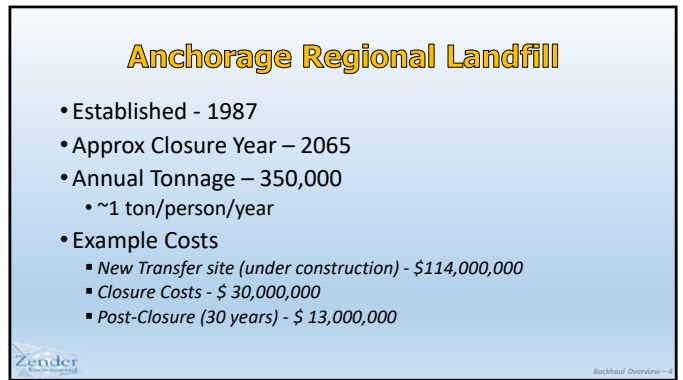 Anchorage Regional Landfill
• Established - 1987
• Approx Closure Year – 2065
• Annual Tonnage – 350,000
• ~1 ton/person/year
• Example Costs
▪ New Transfer site (under construction) - $114,000,000
▪ Closure Costs - $ 30,000,000
▪ Post-Closure (30 years) - $ 13,000,000
Zender
Environmental
Backhaul Overview – 4